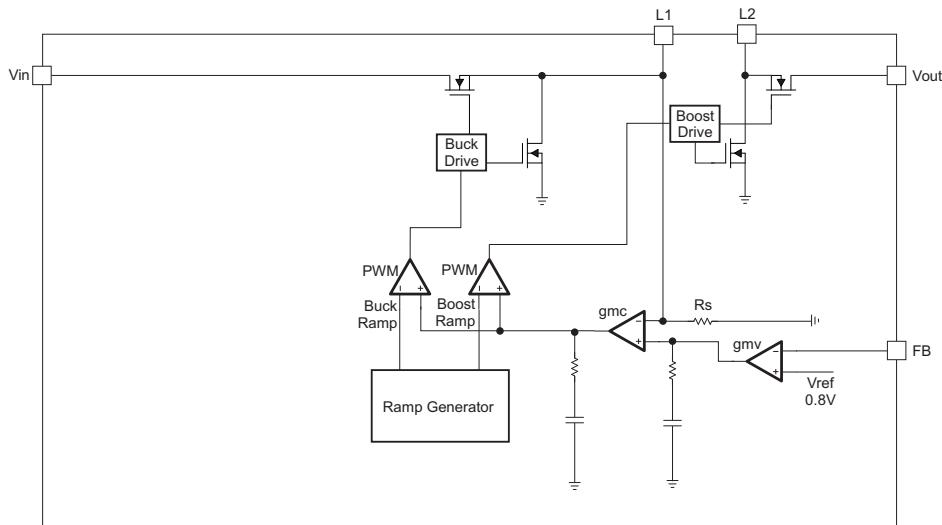 L1
L2
Vin
Vout
Boost
Drive
Buck
Drive
PWM
PWM
Buck
Ramp
Boost
Ramp
gmc
Rs
gmv
FB
Vref
0.8V
Ramp Generator